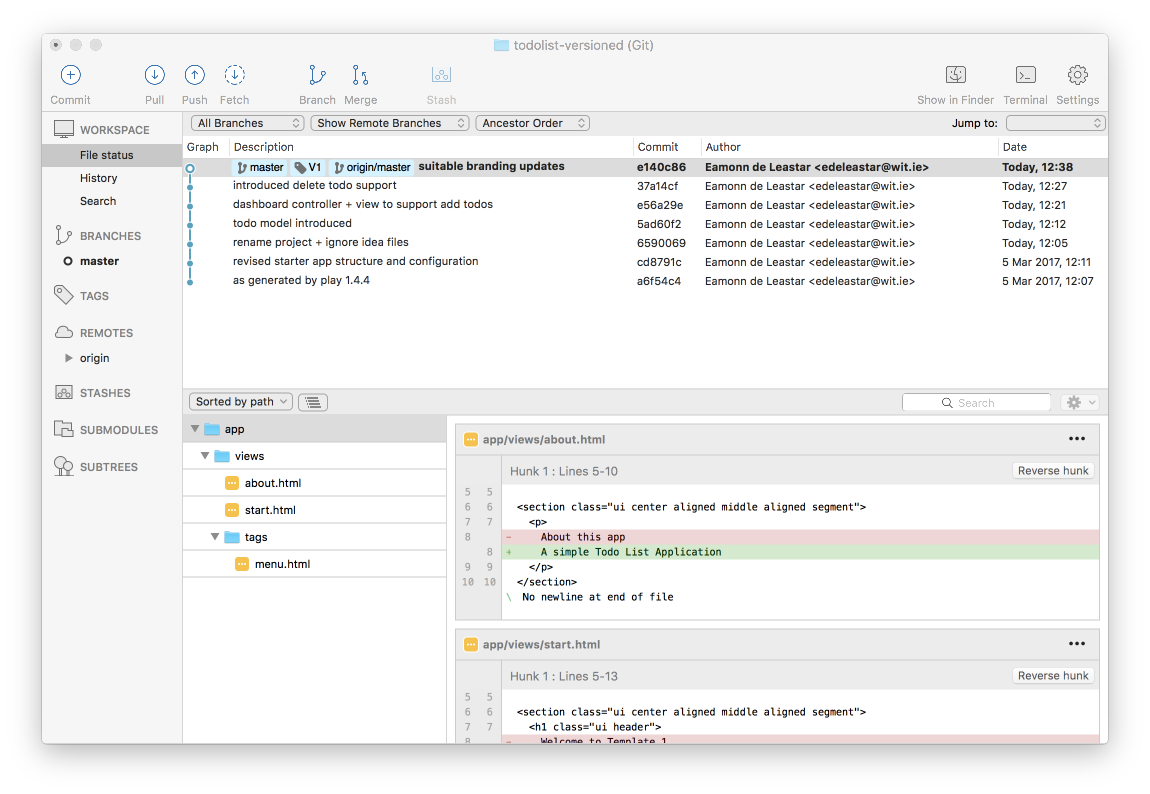 todolist-versioned (Git)
Commit Pull Push Fetch Branch Merge Stash Show in Finder Terminal Settings
WORKSPACE
File status
History
Search
BRANCHES
master
TAGS
REMOTES
origin
STASHES
SUBMODULES
SUBTREES
All Branches Show Remote Branches Ancestor Order Jump to:
Graph Description Commit Author Date
master V1 origin/master suitable branding updates e140c86 Eamonn de Leastar <edeleastar@wit.ie> Today, 12:38
introduced delete todo support 37a14cf Eamonn de Leastar <edeleastar@wit.ie> Today, 12:27
dashboard controller + view to support add todos e56a29e Eamonn de Leastar <edeleastar@wit.ie> Today, 12:21
todo model introduced 5ad60f2 Eamonn de Leastar <edeleastar@wit.ie> Today, 12:12
rename project + ignore idea files 6590069 Eamonn de Leastar <edeleastar@wit.ie> Today, 12:05
revised starter app structure and configuration cd8791c Eamonn de Leastar <edeleastar@wit.ie> 5 Mar 2017, 12:11
as generated by play 1.4.4 a6f54c4 Eamonn de Leastar <edeleastar@wit.ie> 5 Mar 2017, 12:07
Sorted by path Search
app
views
about.html
start.html
tags
menu.html
app/views/about.html •••
Hunk 1 : Lines 5-10 Reverse hunk
5 5
6 6 <section class="ui center aligned middle aligned segment">
7 7 <p>
8 - About this app
8 + A simple Todo List Application
9 9 </p>
10 10 </section>
\ No newline at end of file
app/views/start.html •••
Hunk 1 : Lines 5-13 Reverse hunk
5 5
6 6 <section class="ui center aligned middle aligned segment">
7 7 <h1 class="ui header">
8 - Welcome to Template 1